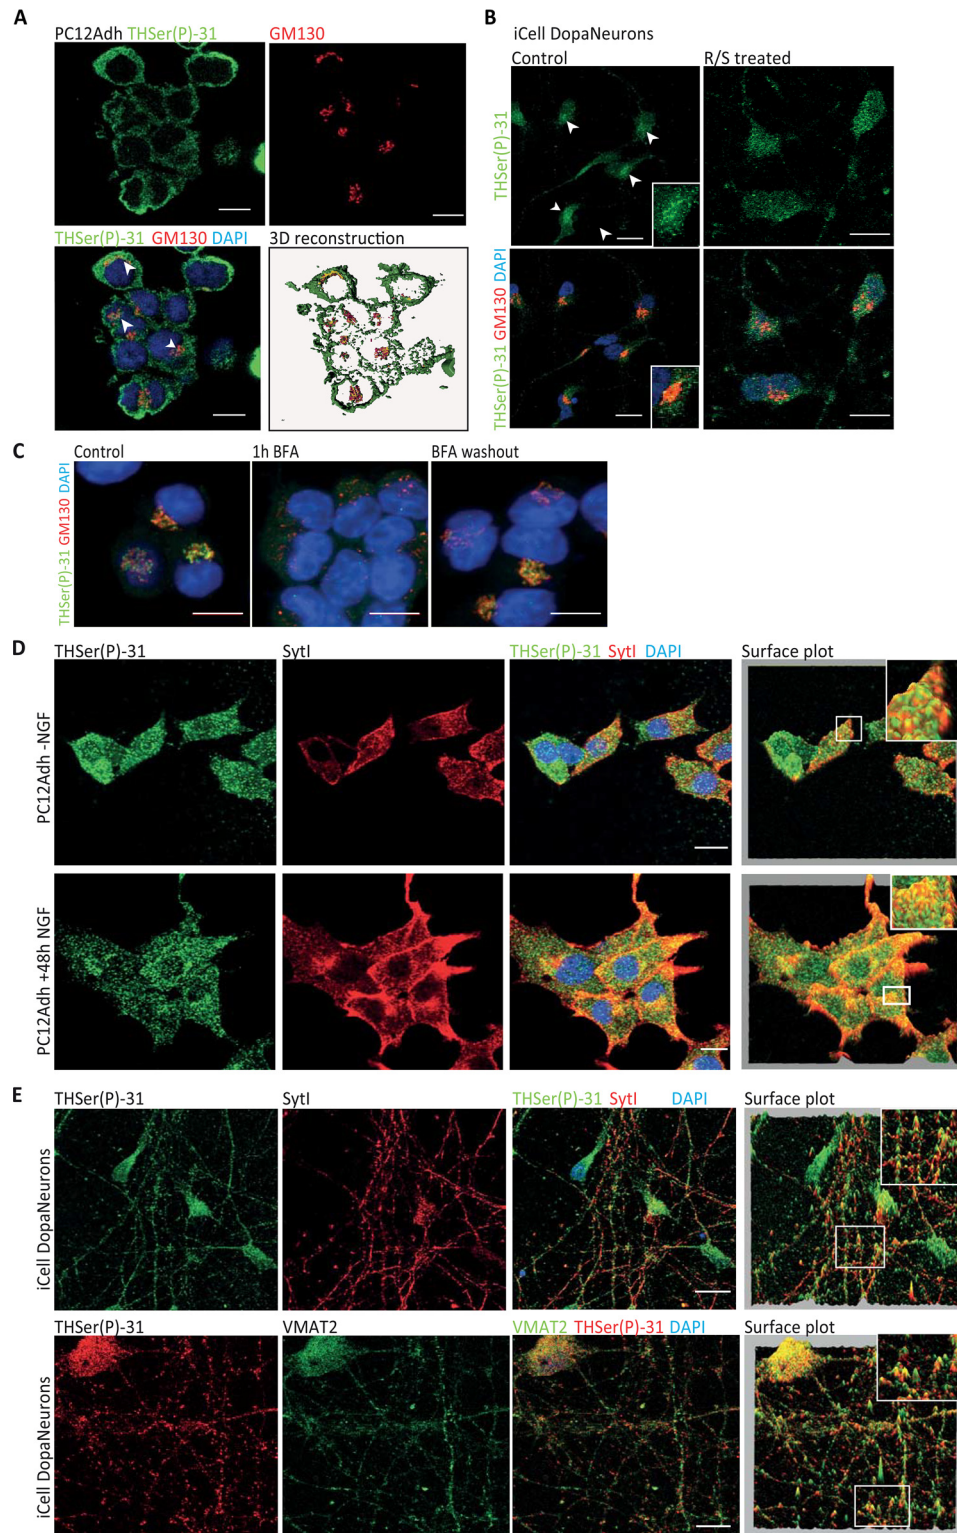 A
PC12Adh THSer(P)-31
GM130
THSer(P)-31 GM130 DAPI
3D reconstruction
B
iCell DopaNeurons
Control
R/S treated
THSer(P)-31
THSer(P)-31 GM130 DAPI
C
Control
1h BFA
BFA washout
THSer(P)-31 GM130 DAPI
D
THSer(P)-31
SytI
THSer(P)-31 SytI DAPI
Surface plot
PC12Adh -NGF
PC12Adh +48h NGF
E
THSer(P)-31
SytI
THSer(P)-31 SytI DAPI
Surface plot
iCell DopaNeurons
THSer(P)-31
VMAT2
VMAT2 THSer(P)-31 DAPI
Surface plot
iCell DopaNeurons